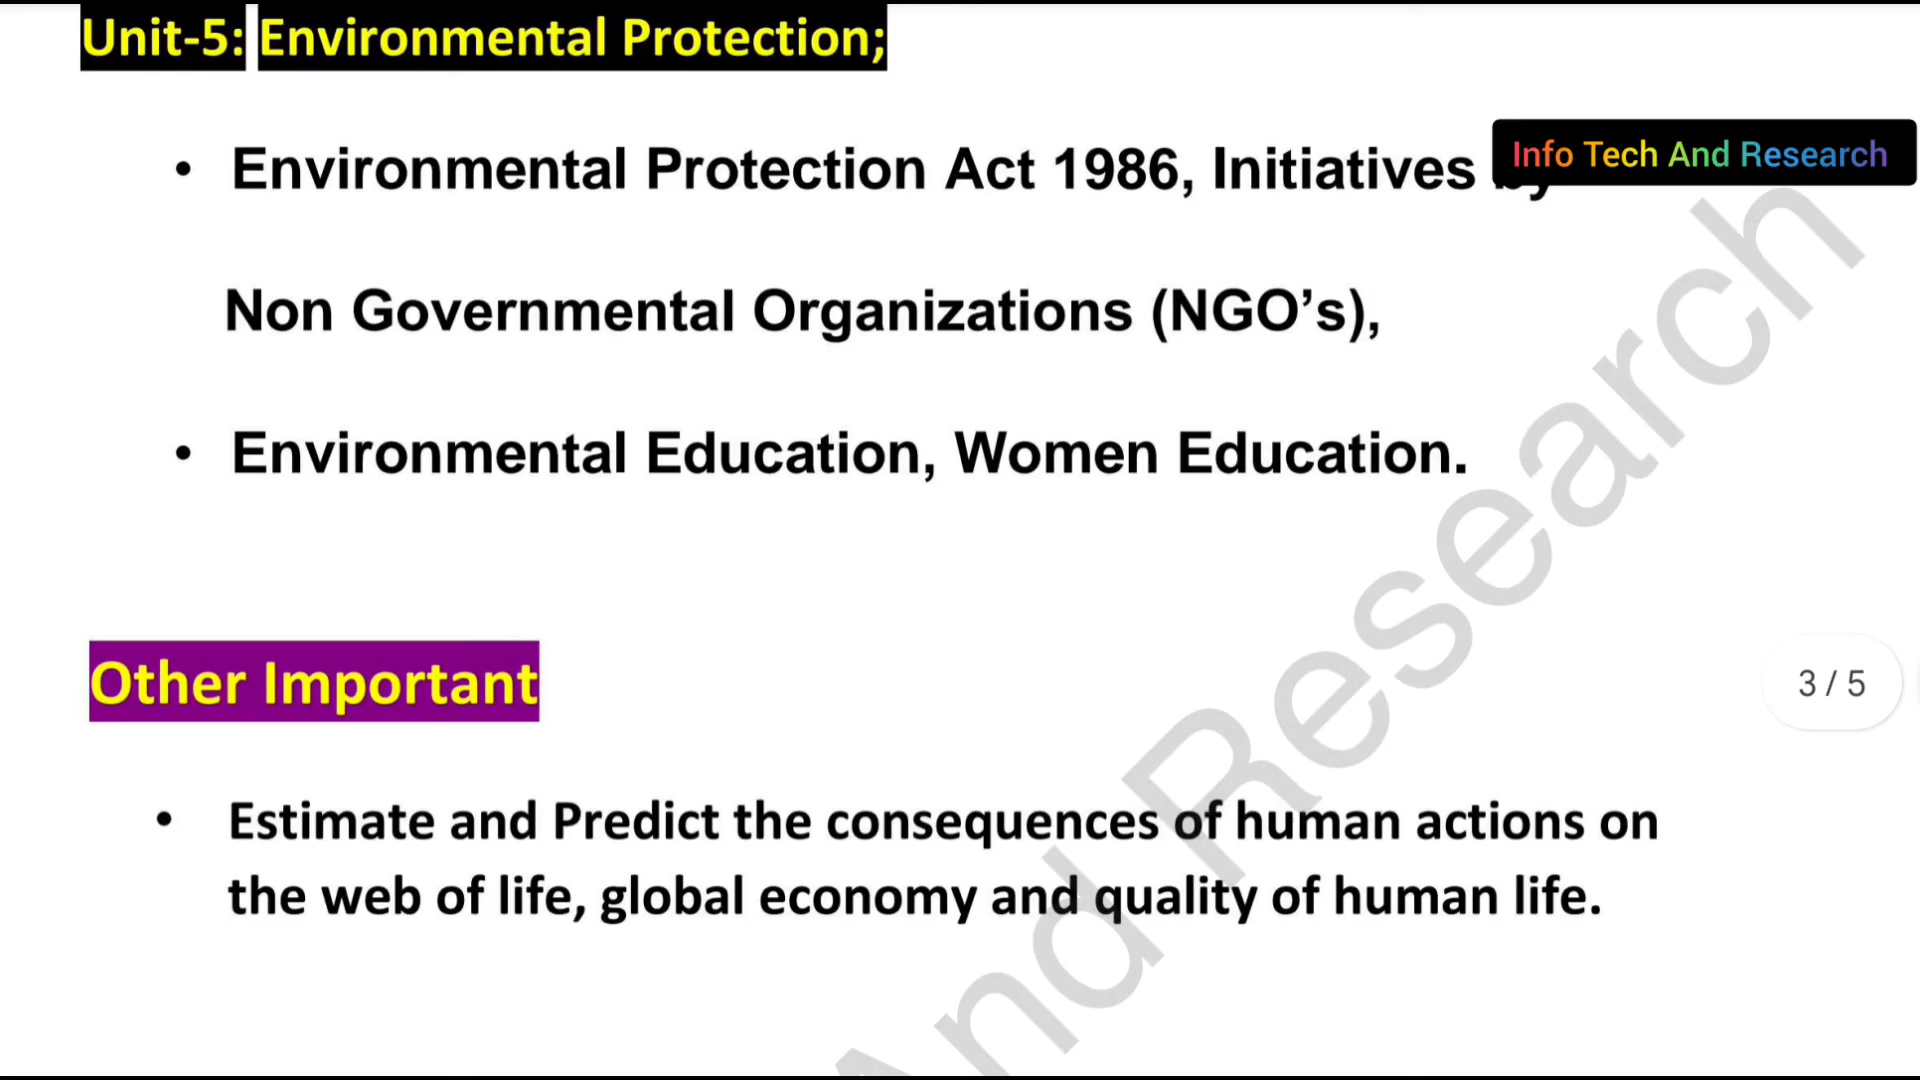 Unit-5: Environmental Protection;
• Environmental Protection Act 1986, Initiatives by
Info Tech And Research
Non Governmental Organizations (NGO’s),
• Environmental Education, Women Education.
Other Important
3 / 5
• Estimate and Predict the consequences of human actions on
the web of life, global economy and quality of human life.
And Research